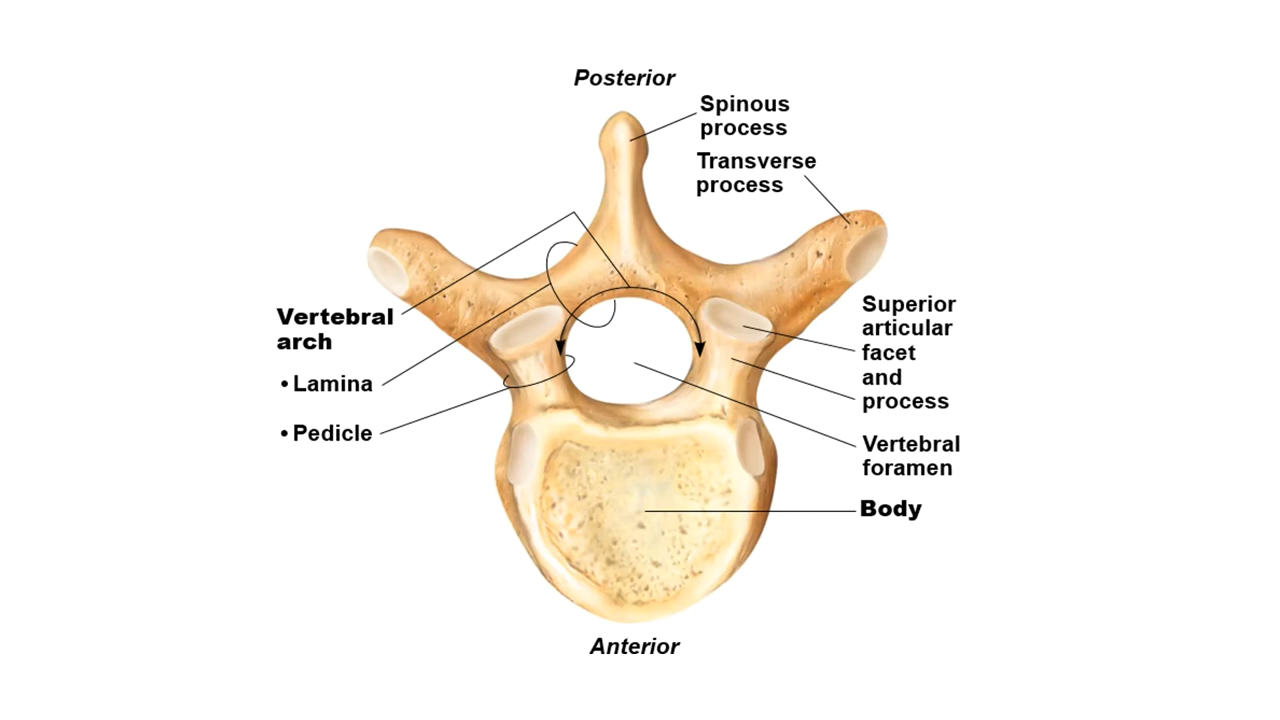 Posterior
Spinous
process
Transverse
process
Vertebral
arch
• Lamina
• Pedicle
Superior
articular
facet
and
process
Vertebral
foramen
Body
Anterior